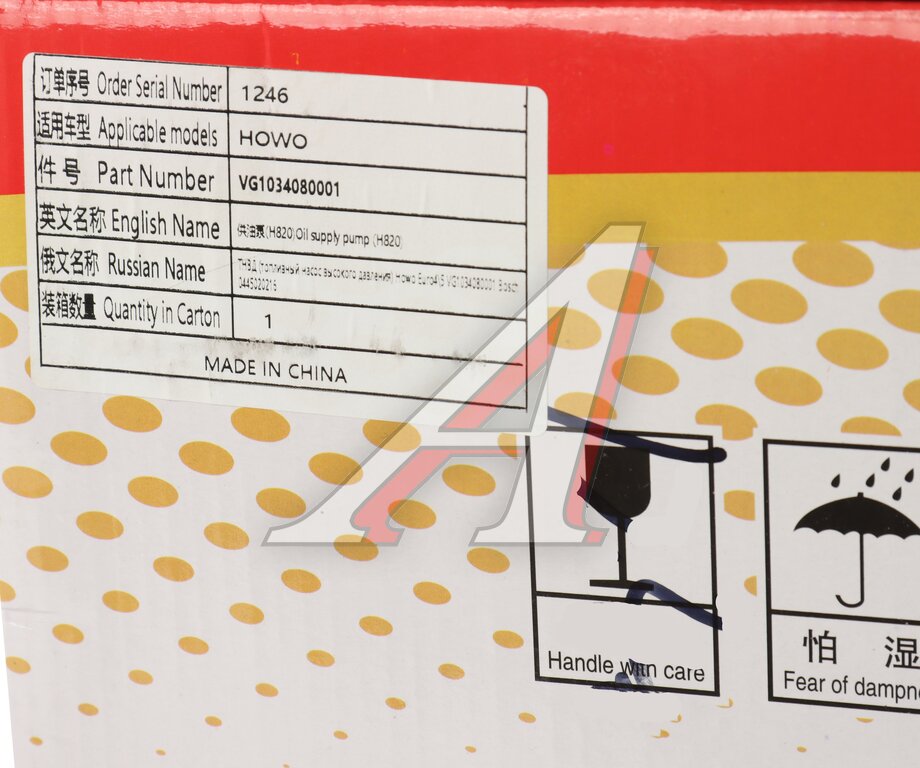 订单序号 Order Serial Number 1246
适用车型 Applicable models HOWO
件号 Part Number VG1034080001
英文名称 English Name 供油泵(H820)Oil supply pump (H820)
俄文名称 Russian Name ТНВД (топливный насос высокого давления) Howo Euro4|5 VG1034080001 Bosch
0445020216
装箱数量 Quantity in Carton 1
MADE IN CHINA
Handle with care
怕 湿
Fear of dampn